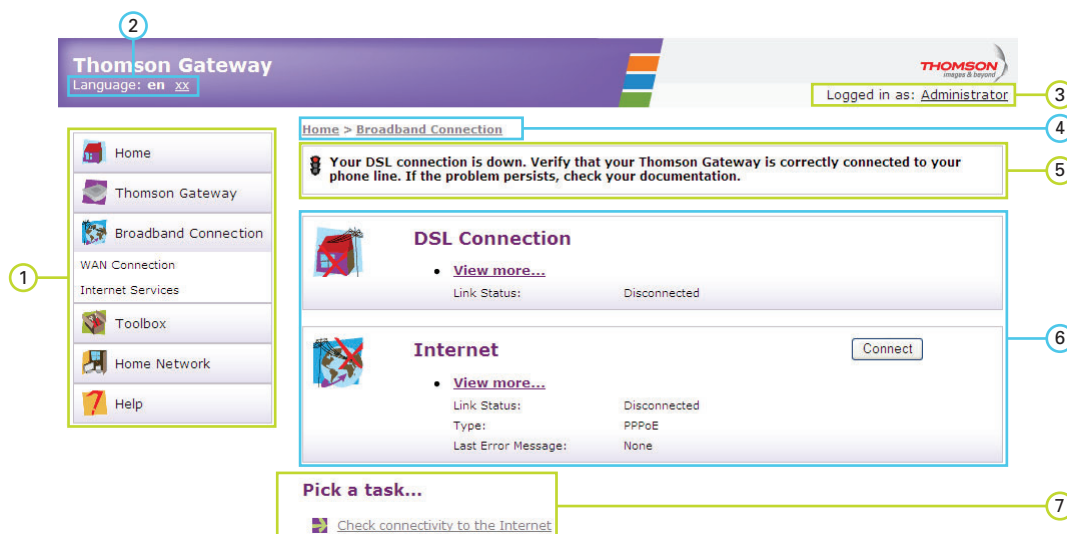 2
Thomson Gateway
Language: en xx
THOMSON
images & beyond
Logged in as: Administrator
3
Home > Broadband Connection
4
Your DSL connection is down. Verify that your Thomson Gateway is correctly connected to your
phone line. If the problem persists, check your documentation.
5
1
Home
Thomson Gateway
Broadband Connection
WAN Connection
Internet Services
Toolbox
Home Network
Help
DSL Connection
• View more...
Link Status: Disconnected
Internet
Connect
6
• View more...
Link Status: Disconnected
Type: PPPoE
Last Error Message: None
Pick a task...
7
Check connectivity to the Internet